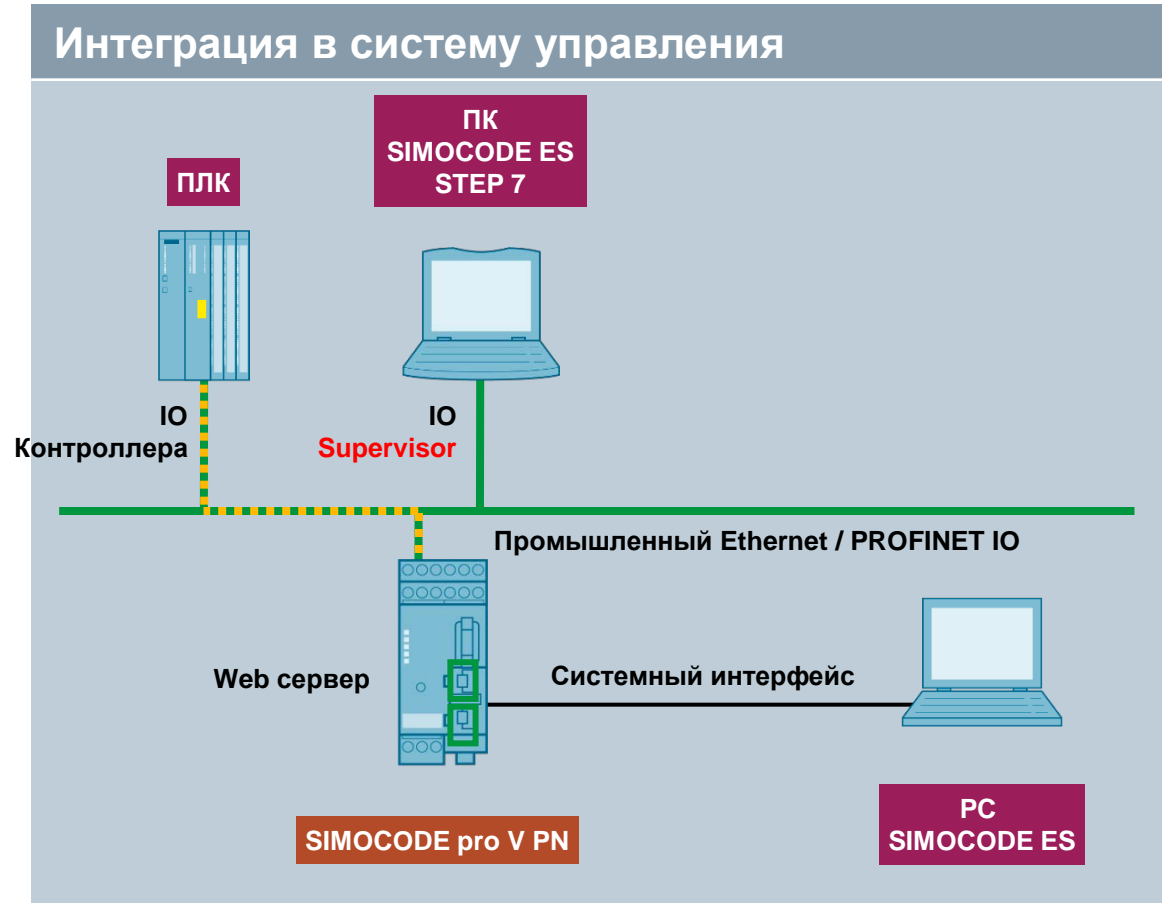 Интеграция в систему управления
ПК
SIMOCODE ES
STEP 7
ПЛК
IO
Контроллера
IO
Supervisor
Промышленный Ethernet / PROFINET IO
Web сервер
Системный интерфейс
SIMOCODE pro V PN
PC
SIMOCODE ES